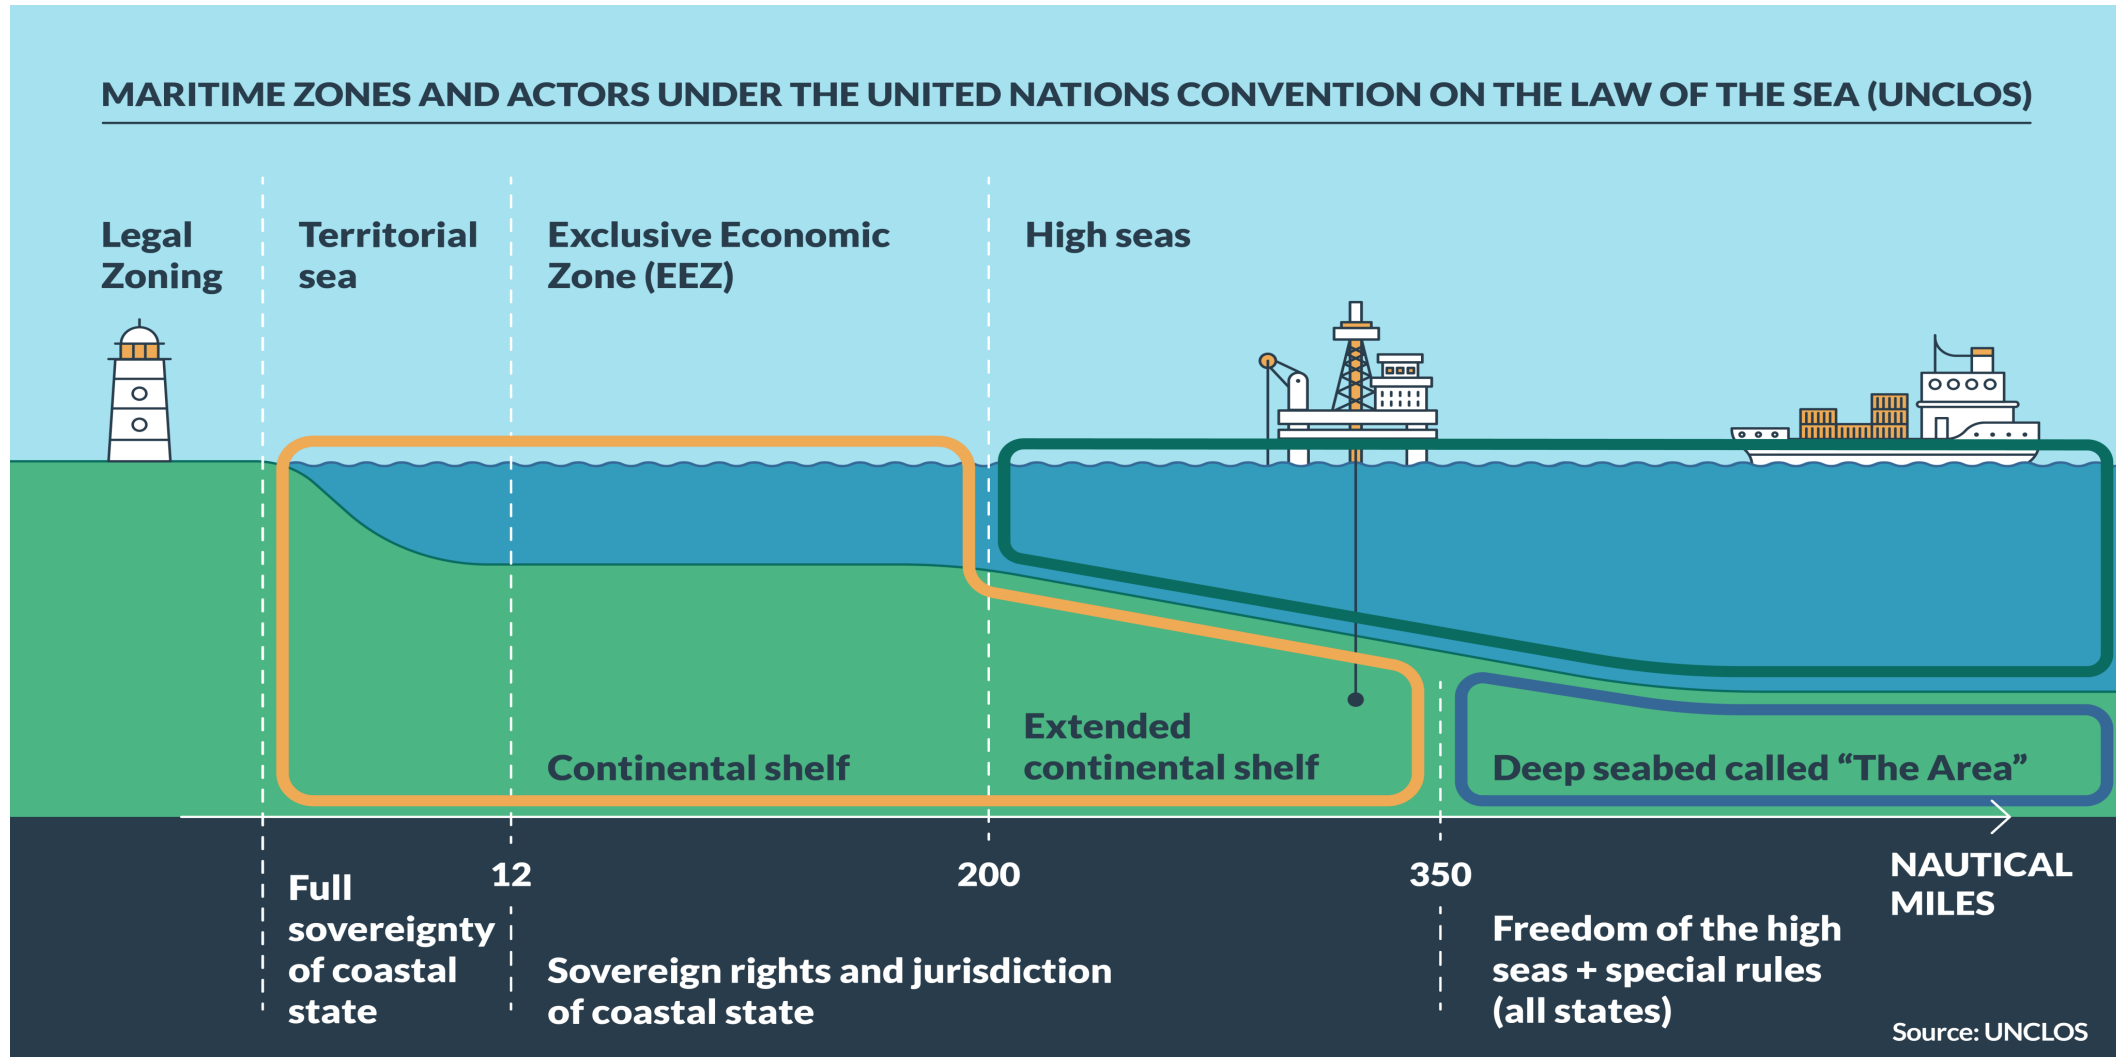 MARITIME ZONES AND ACTORS UNDER THE UNITED NATIONS CONVENTION ON THE LAW OF THE SEA (UNCLOS)
Legal
Zoning
Territorial
sea
Exclusive Economic
Zone (EEZ)
High seas
Continental shelf
Extended
continental shelf
Deep seabed called “The Area”
12
200
350
NAUTICAL
MILES
Full
sovereignty
of coastal
state
Sovereign rights and jurisdiction
of coastal state
Freedom of the high
seas + special rules
(all states)
Source: UNCLOS